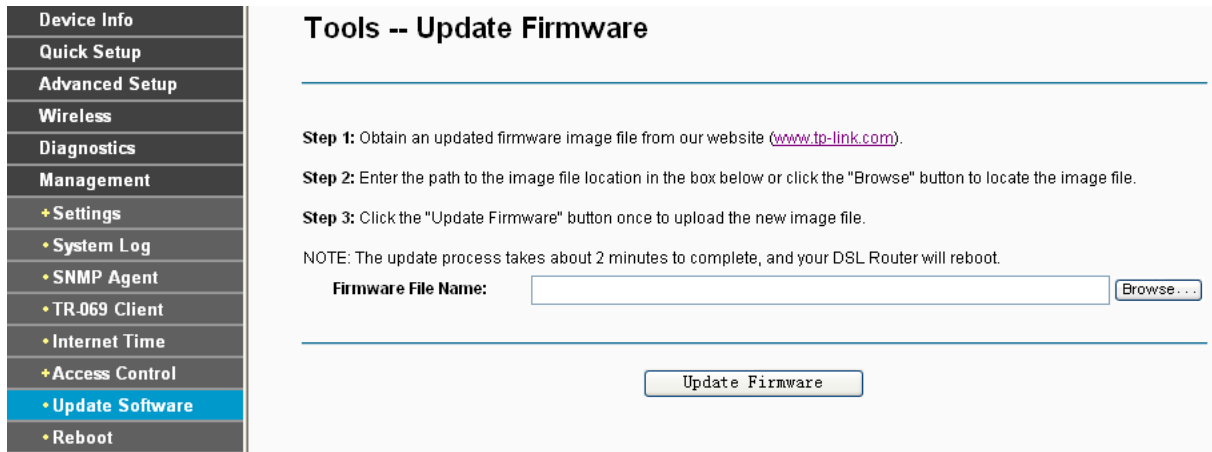 Device Info
Quick Setup
Advanced Setup
Wireless
Diagnostics
Management
+Settings
•System Log
•SNMP Agent
•TR-069 Client
•Internet Time
+Access Control
•Update Software
•Reboot
Tools -- Update Firmware
Step 1: Obtain an updated firmware image file from our website (www.tp-link.com).
Step 2: Enter the path to the image file location in the box below or click the "Browse" button to locate the image file.
Step 3: Click the "Update Firmware" button once to upload the new image file.
NOTE: The update process takes about 2 minutes to complete, and your DSL Router will reboot.
Firmware File Name:
Browse...
Update Firmware